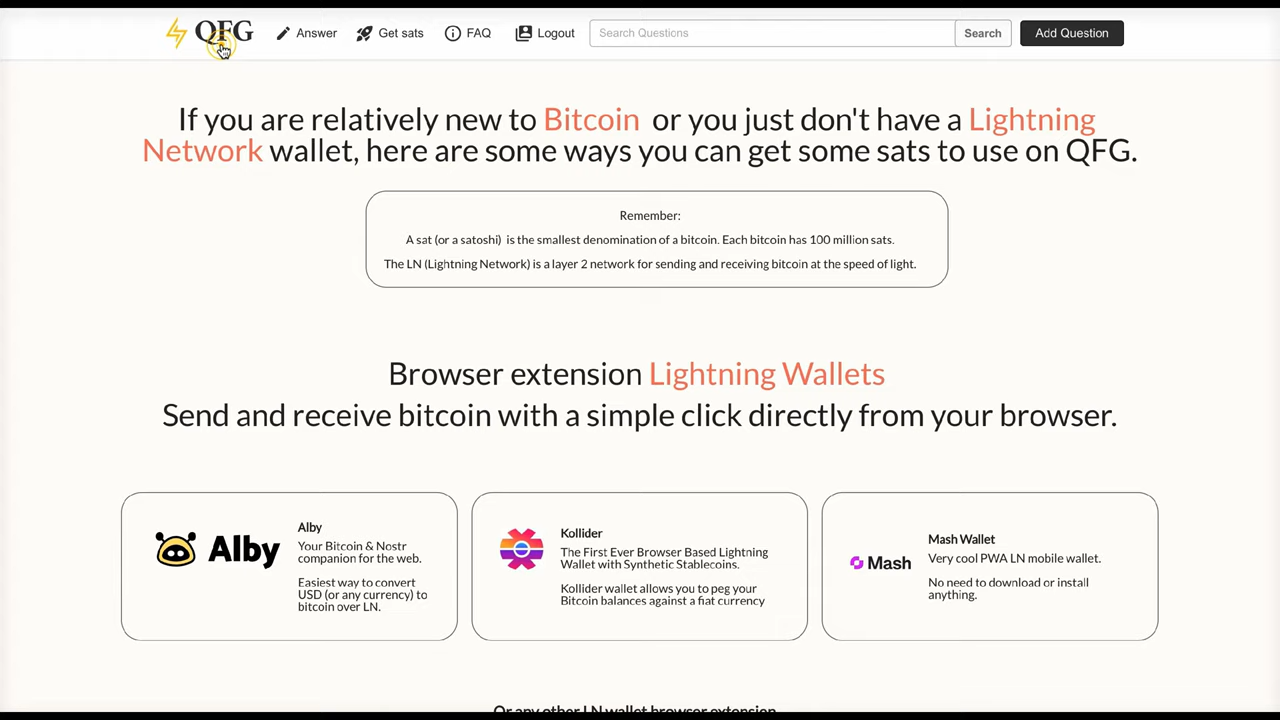 QFG
Answer
Get sats
FAQ
Logout
Search Questions
Search
Add Question
If you are relatively new to Bitcoin or you just don't have a Lightning
Network wallet, here are some ways you can get some sats to use on QFG.
Remember:
A sat (or a satoshi) is the smallest denomination of a bitcoin. Each bitcoin has 100 million sats.
The LN (Lightning Network) is a layer 2 network for sending and receiving bitcoin at the speed of light.
Browser extension Lightning Wallets
Send and receive bitcoin with a simple click directly from your browser.
Alby
Alby
Your Bitcoin & Nostr
companion for the web.
Easiest way to convert
USD (or any currency) to
bitcoin over LN.
Kollider
The First Ever Browser Based Lightning
Wallet with Synthetic Stablecoins.
Kollider wallet allows you to peg your
Bitcoin balances against a fiat currency
Mash
Mash Wallet
Very cool PWA LN mobile wallet.
No need to download or install
anything.
Or any other LN wallet browser extension